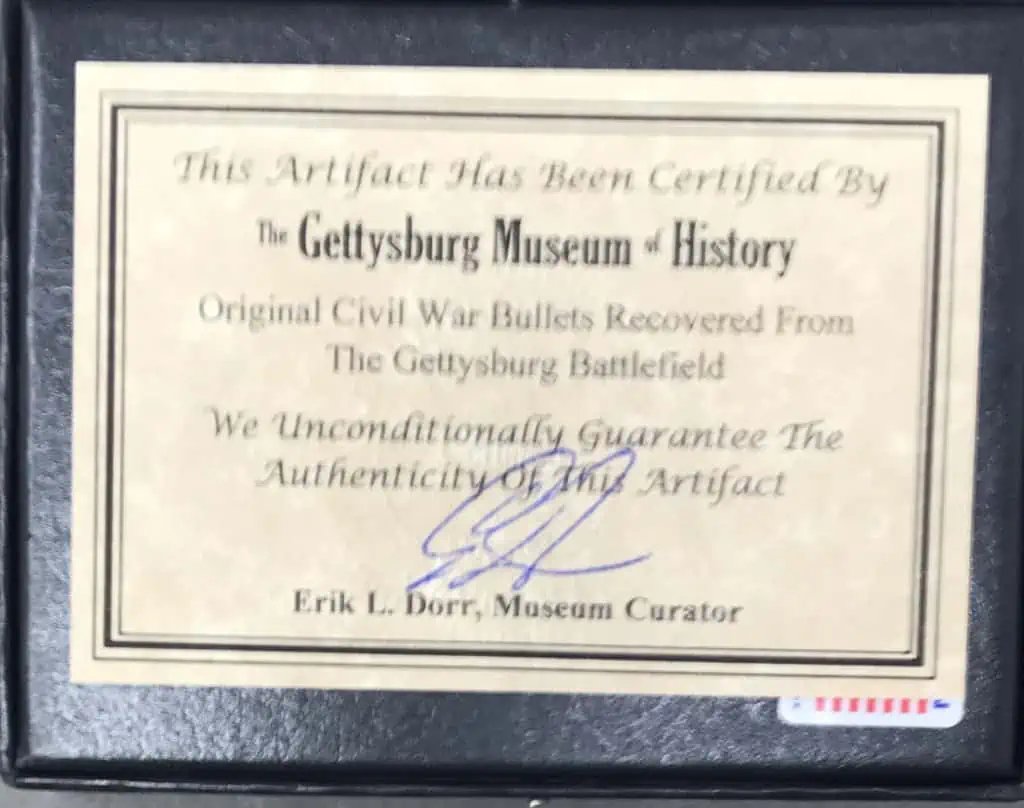 This Artifact Has Been Certified By
The Gettysburg Museum of History
Original Civil War Bullets Recovered From
The Gettysburg Battlefield
We Unconditionally Guarantee The
Authenticity Of This Artifact
Erik L. Dorr, Museum Curator